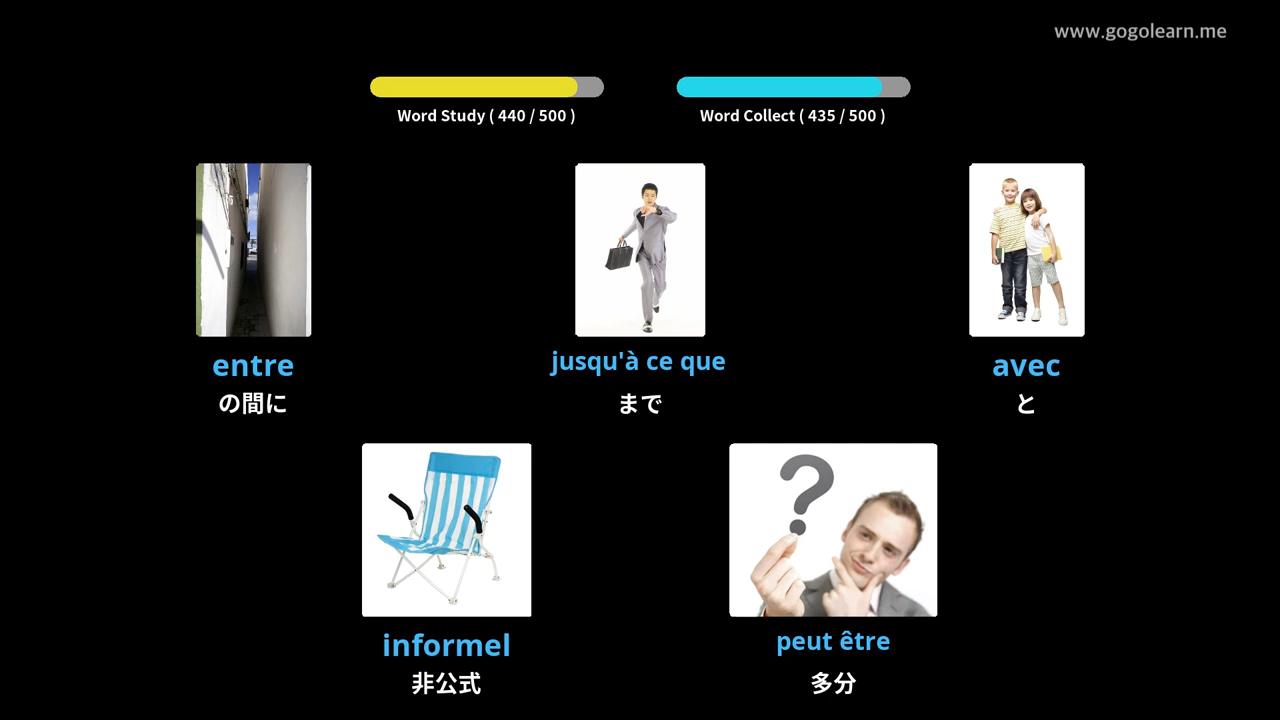 www.gogolearn.me
Word Study ( 440 / 500 )
Word Collect ( 435 / 500 )
entre
の間に
jusqu'à ce que
まで
avec
と
informel
非公式
peut être
多分